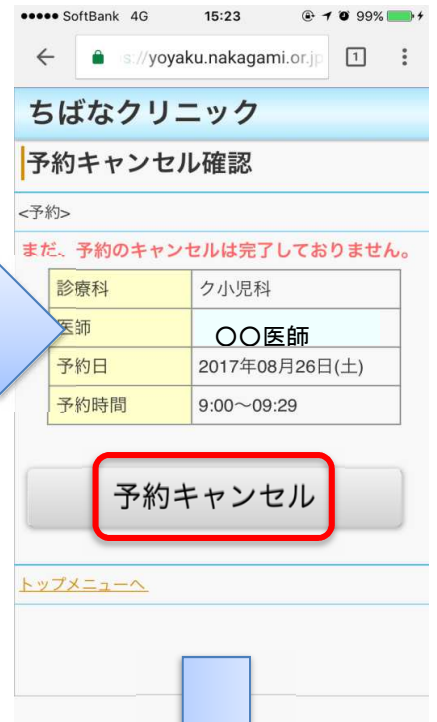 ●●●●● SoftBank 4G 15:23 99%
s://yoyaku.nakagami.or.jp 1
ちばなクリニック
予約キャンセル確認
<予約>
まだ、予約のキャンセルは完了しておりません。
診療科 ク小児科
医師 〇〇医師
予約日 2017年08月26日(土)
予約時間 9:00～09:29
予約キャンセル
トップメニューへ